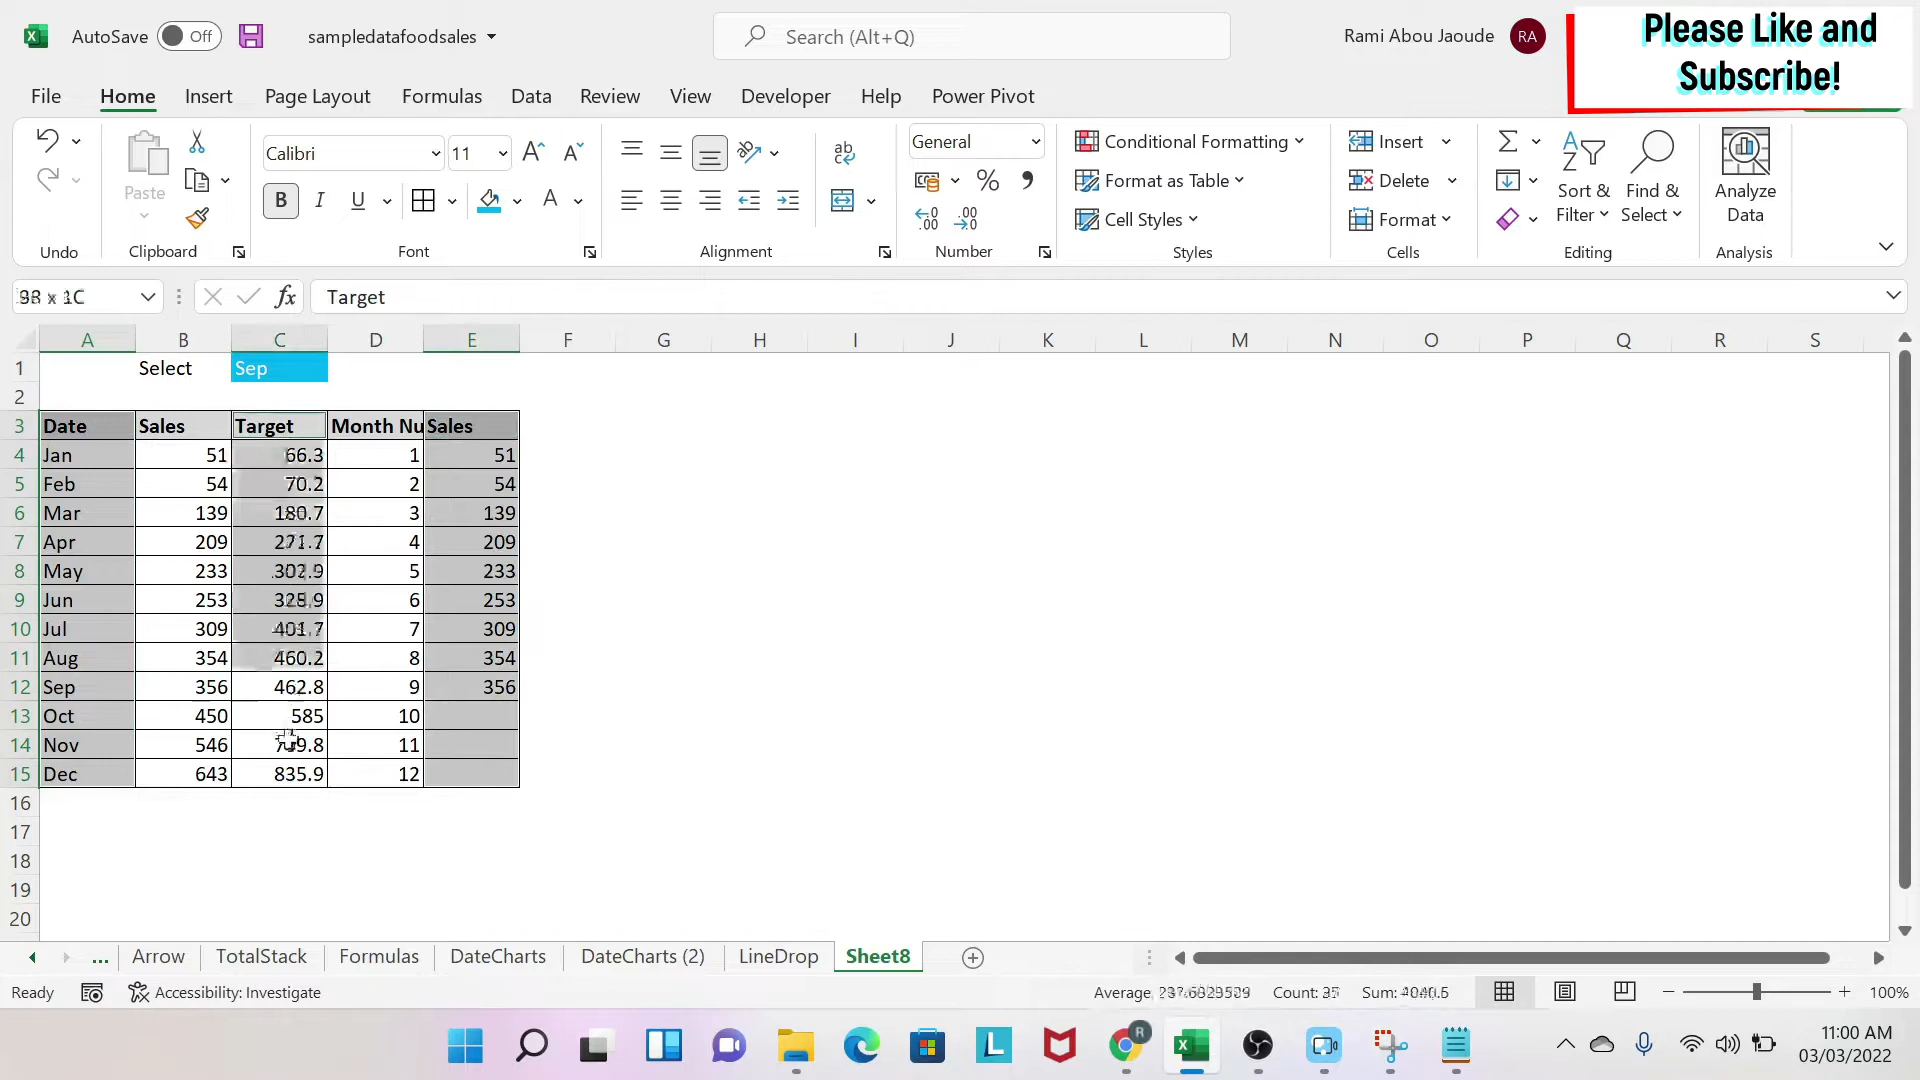 AutoSave Off sampledatafoodsales Search (Alt+Q) Rami Abou Jaoude RA
Please Like and
Subscribe!
File Home Insert Page Layout Formulas Data Review View Developer Help Power Pivot
Undo
Paste
Clipboard
Calibri 11
B I U
Font
ab
Alignment
General
Number
Conditional Formatting
Format as Table
Cell Styles
Styles
Insert
Delete
Format
Cells
Sort &
Filter
Find &
Select
Editing
Analyze
Data
Analysis
fx Target
A B C D E F G H I J K L M N O P Q R S
1 Select Sep
2
3 Date Sales Target Month Nu Sales
4 Jan 51 66.3 1 51
5 Feb 54 70.2 2 54
6 Mar 139 180.7 3 139
7 Apr 209 271.7 4 209
8 May 233 302.9 5 233
9 Jun 253 328.9 6 253
10 Jul 309 401.7 7 309
11 Aug 354 460.2 8 354
12 Sep 356 462.8 9 356
13 Oct 450 585 10
14 Nov 546 11
15 Dec 643 835.9 12
16
17
18
19
20
... Arrow TotalStack Formulas DateCharts DateCharts (2) LineDrop Sheet8
Ready Accessibility: Investigate Average: Count: Sum: 100%
R
11:00 AM
03/03/2022